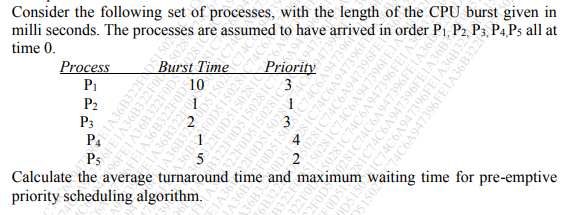 Consider the following set of processes, with the length of the CPU burst given in
milli seconds. The processes are assumed to have arrived in order P1, P2, P3, P4,P5 all at
time 0.
Process Burst Time Priority
P1 10 3
P2 1 1
P3 2 3
P4 1 4
P5 5 2
Calculate the average turnaround time and maximum waiting time for pre-emptive
priority scheduling algorithm.